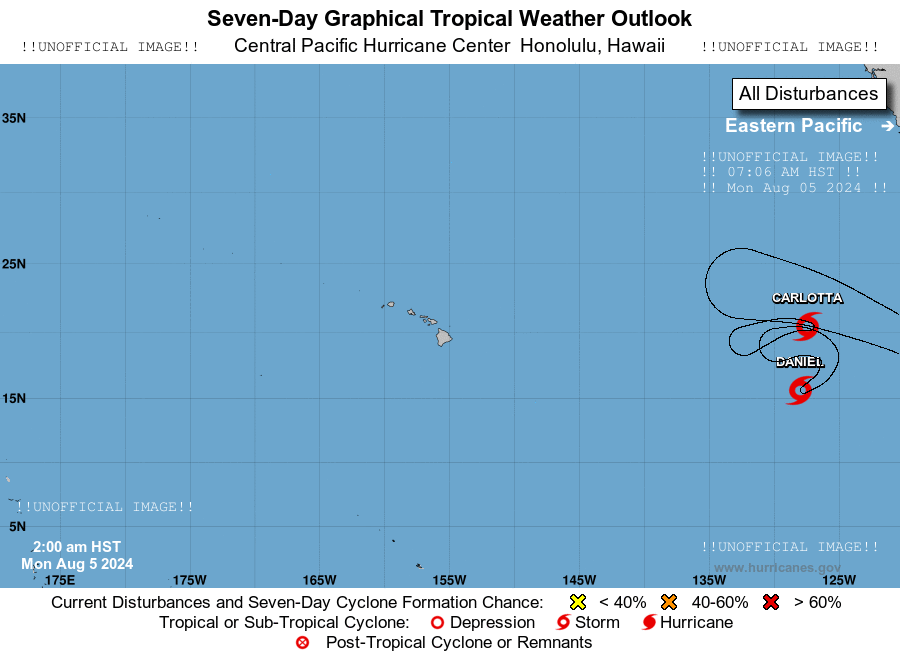 Seven-Day Graphical Tropical Weather Outlook
!!UNOFFICIAL IMAGE!! Central Pacific Hurricane Center Honolulu, Hawaii !!UNOFFICIAL IMAGE!!
All Disturbances
35N
Eastern Pacific
!!UNOFFICIAL IMAGE!!
!! 07:06 AM HST !!
!! Mon Aug 05 2024 !!
25N
CARLOTTA
DANIEL
15N
!!UNOFFICIAL IMAGE!!
5N
2:00 am HST
!!UNOFFICIAL IMAGE!!
Mon Aug 5 2024
www.hurricanes.gov
175E 175W 165W 155W 145W 135W 125W
Current Disturbances and Seven-Day Cyclone Formation Chance: < 40% 40-60% > 60%
Tropical or Sub-Tropical Cyclone: Depression Storm Hurricane
Post-Tropical Cyclone or Remnants